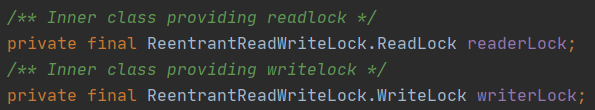 /** Inner class providing readlock */
private final ReentrantReadWriteLock.ReadLock readerLock;
/** Inner class providing writelock */
private final ReentrantReadWriteLock.WriteLock writerLock;